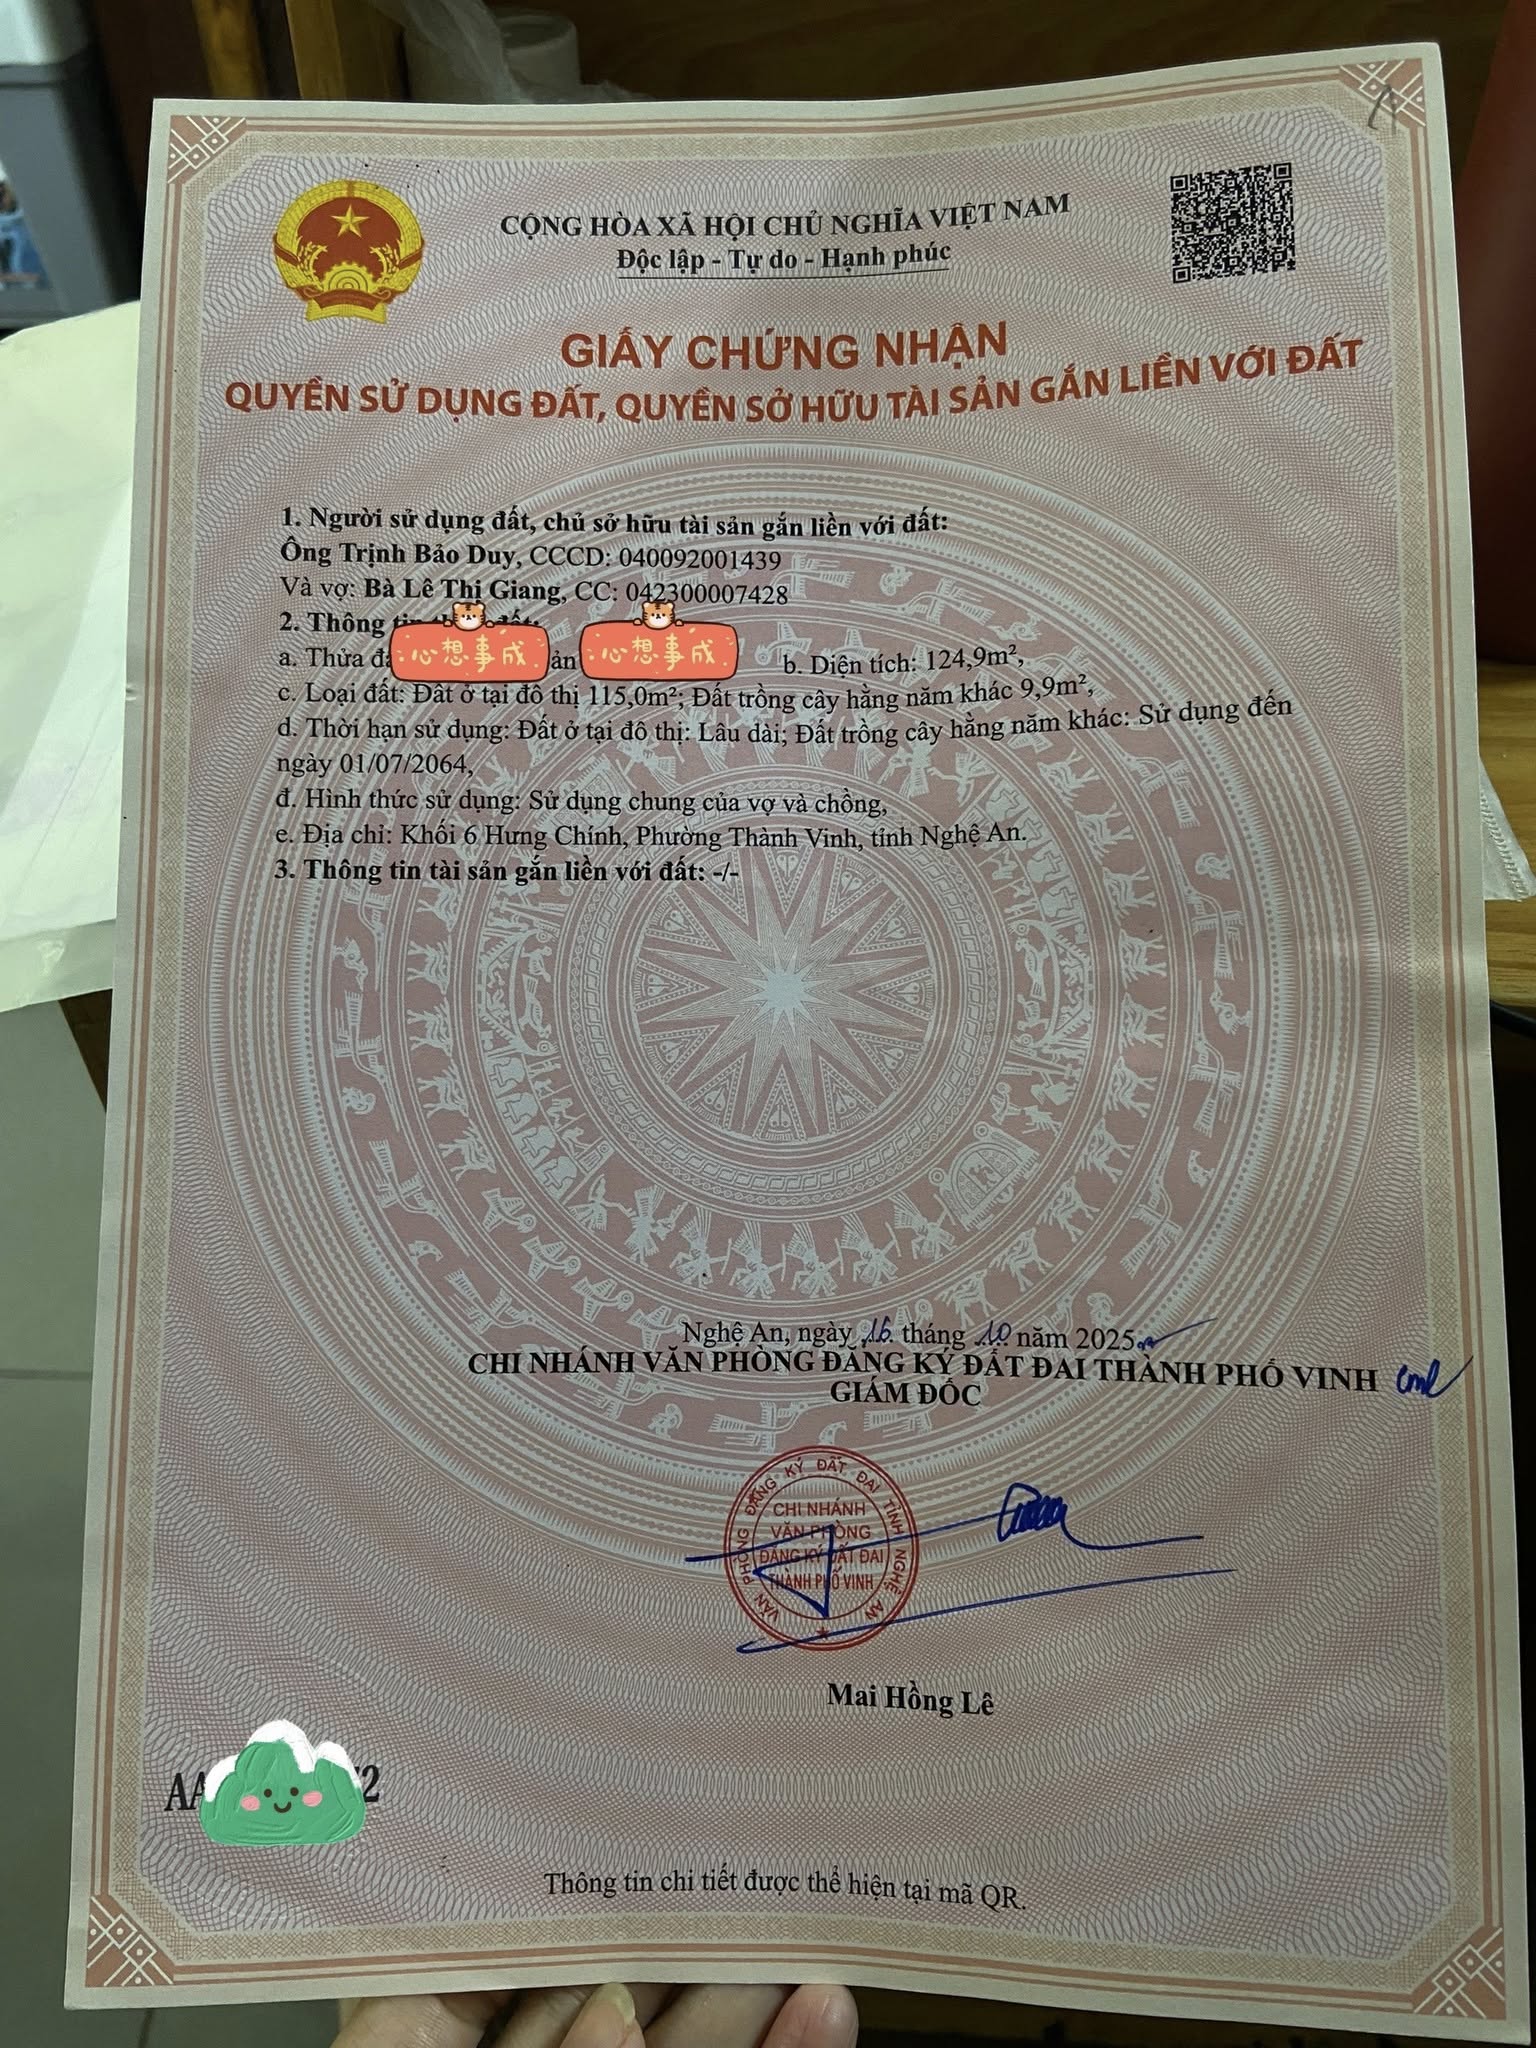 CỘNG HÒA XÃ HỘI CHỦ NGHĨA VIỆT NAM
Độc lập - Tự do - Hạnh phúc
GIẤY CHỨNG NHẬN
QUYỀN SỬ DỤNG ĐẤT, QUYỀN SỞ HỮU TÀI SẢN GẮN LIỀN VỚI ĐẤT
1. Người sử dụng đất, chủ sở hữu tài sản gắn liền với đất:
Ông Trịnh Bảo Duy, CCCD: 040092001439
Và vợ: Bà Lê Thị Giang, CC: 042300007428
2. Thông tin đất:
a. Thửa 心想事成 心想事成 b. Diện tích: 124,9m²,
c. Loại đất: Đất ở tại đô thị 115,0m²; Đất trồng cây hằng năm khác 9,9m²,
d. Thời hạn sử dụng: Đất ở tại đô thị: Lâu dài; Đất trồng cây hằng năm khác: Sử dụng đến
ngày 01/07/2064,
đ. Hình thức sử dụng: Sử dụng chung của vợ và chồng,
e. Địa chỉ: Khối 6 Hưng Chính, Phường Thành Vinh, tỉnh Nghệ An.
3. Thông tin tài sản gắn liền với đất: -/-
Nghệ An, ngày 16 tháng 10 năm 2025
CHI NHÁNH VĂN PHÒNG ĐĂNG KÝ ĐẤT ĐAI THÀNH PHỐ VINH
GIÁM ĐỐC
VĂN PHÒNG ĐĂNG KÝ ĐẤT ĐAI TỈNH NGHỆ AN
CHI NHÁNH
VĂN PHÒNG
ĐĂNG KÝ ĐẤT ĐAI
THÀNH PHỐ VINH
Mai Hồng Lê
Thông tin chi tiết được thể hiện tại mã QR.